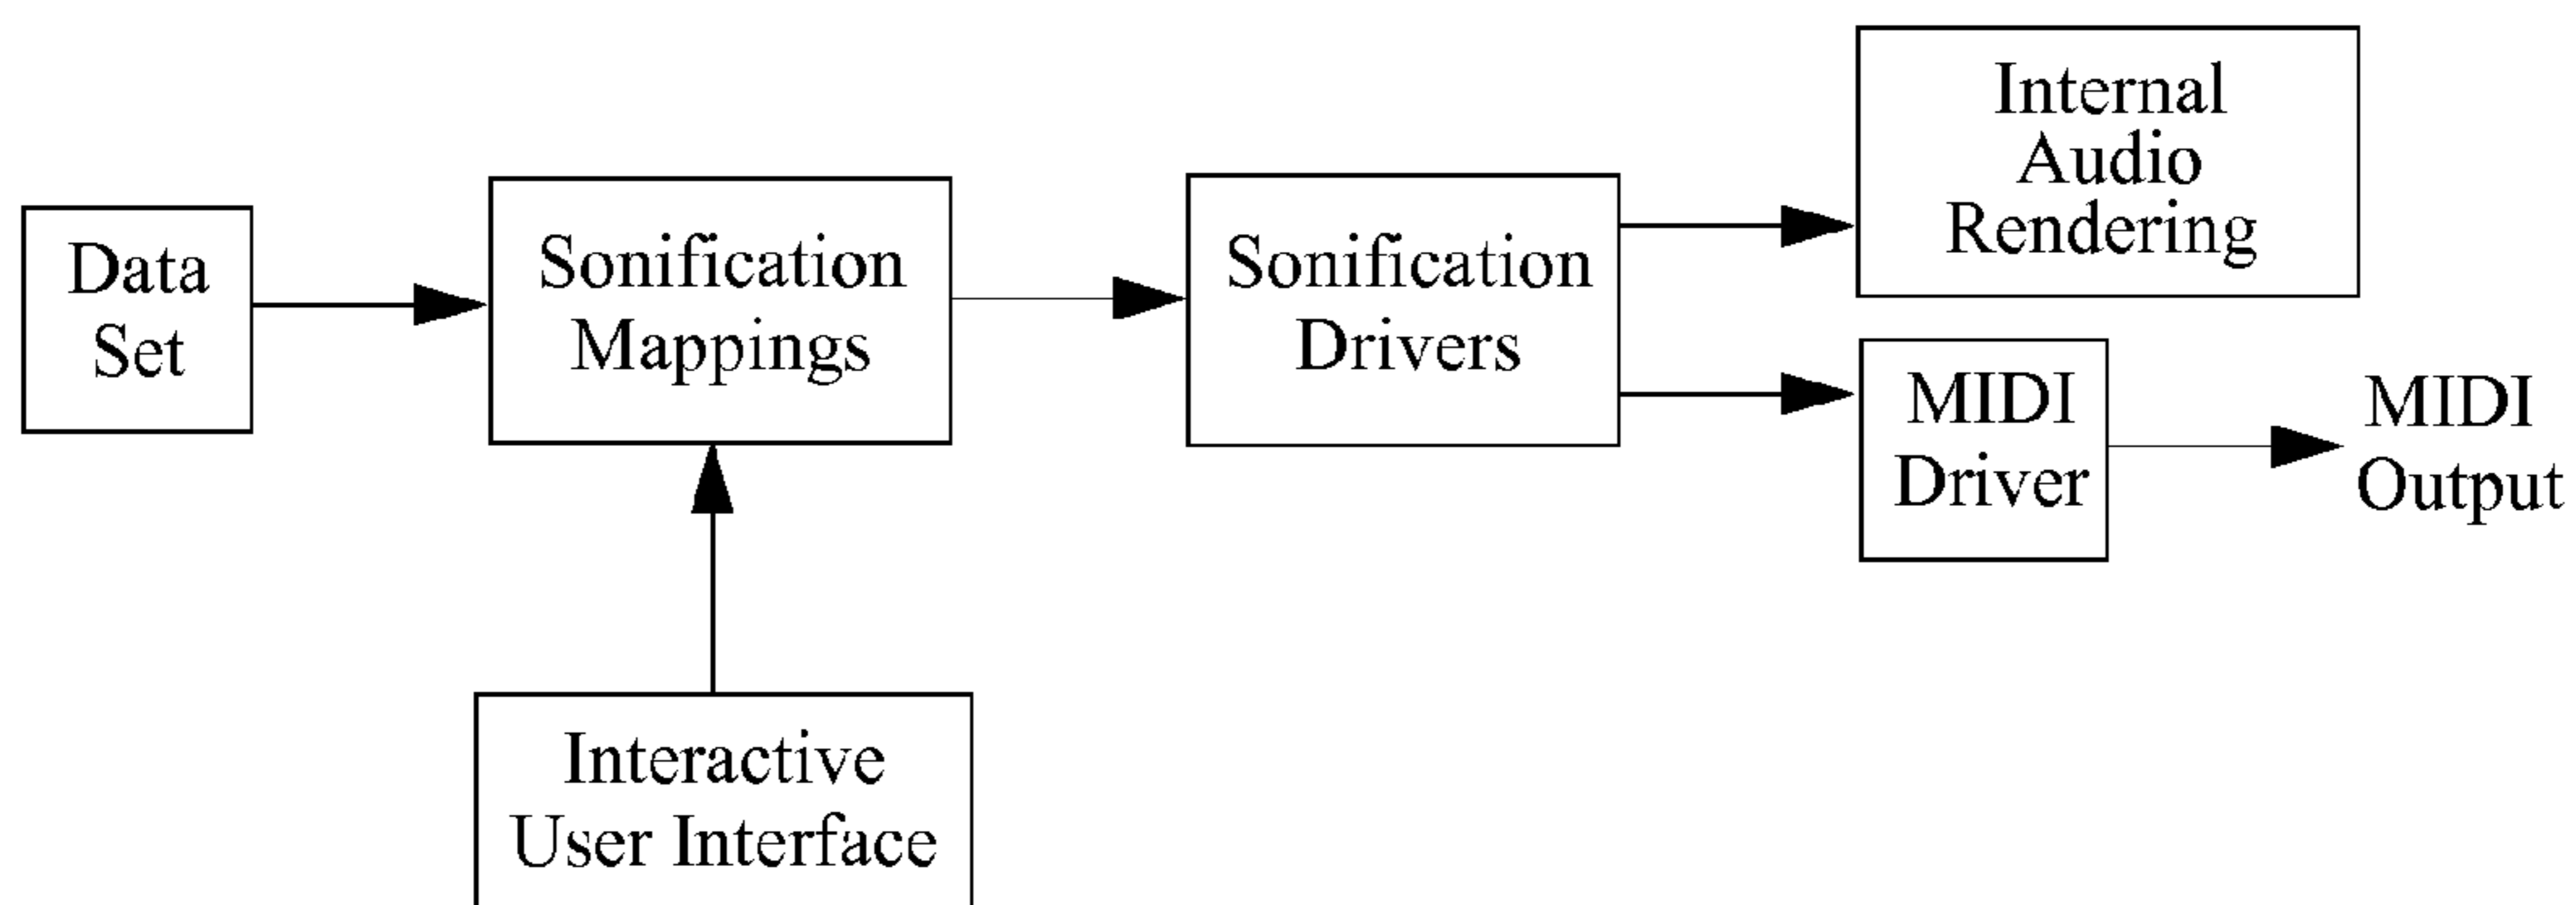 Data
Set
Sonification
Mappings
Sonification
Drivers
Internal
Audio
Rendering
MIDI
Driver
MIDI
Output
Interactive
User Interface